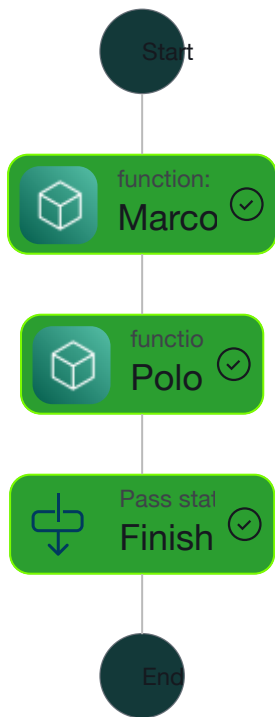 Start
function:
Marco
functio
Polo
Pass stat
Finish
End